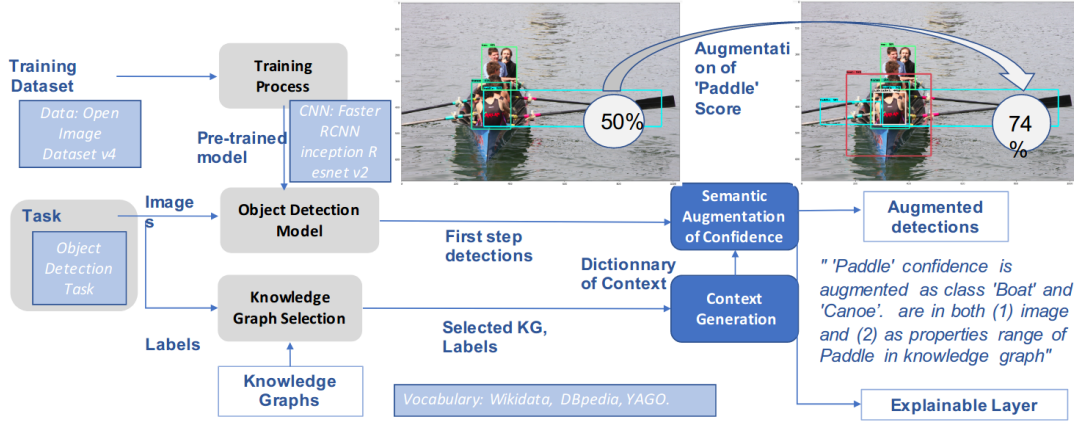 Training
Dataset
Data: Open
Image
Dataset v4
Training
Process
Pre-trained
model
CNN: Faster
RCNN
inception R
esnet v2
50%
Augmentati
on of
'Paddle'
Score
74
%
Task
Object
Detection
Task
Image
s
Object Detection
Model
First step
detections
Semantic
Augmentation
of Confidence
Augmented
detections
Labels
Knowledge
Graph Selection
Selected KG,
Labels
Dictionnary
of Context
Context
Generation
" 'Paddle' confidence is
augmented as class 'Boat' and
'Canoe'. are in both (1) image
and (2) as properties range of
Paddle in knowledge graph"
Knowledge
Graphs
Vocabulary: Wikidata, DBpedia, YAGO.
Explainable Layer